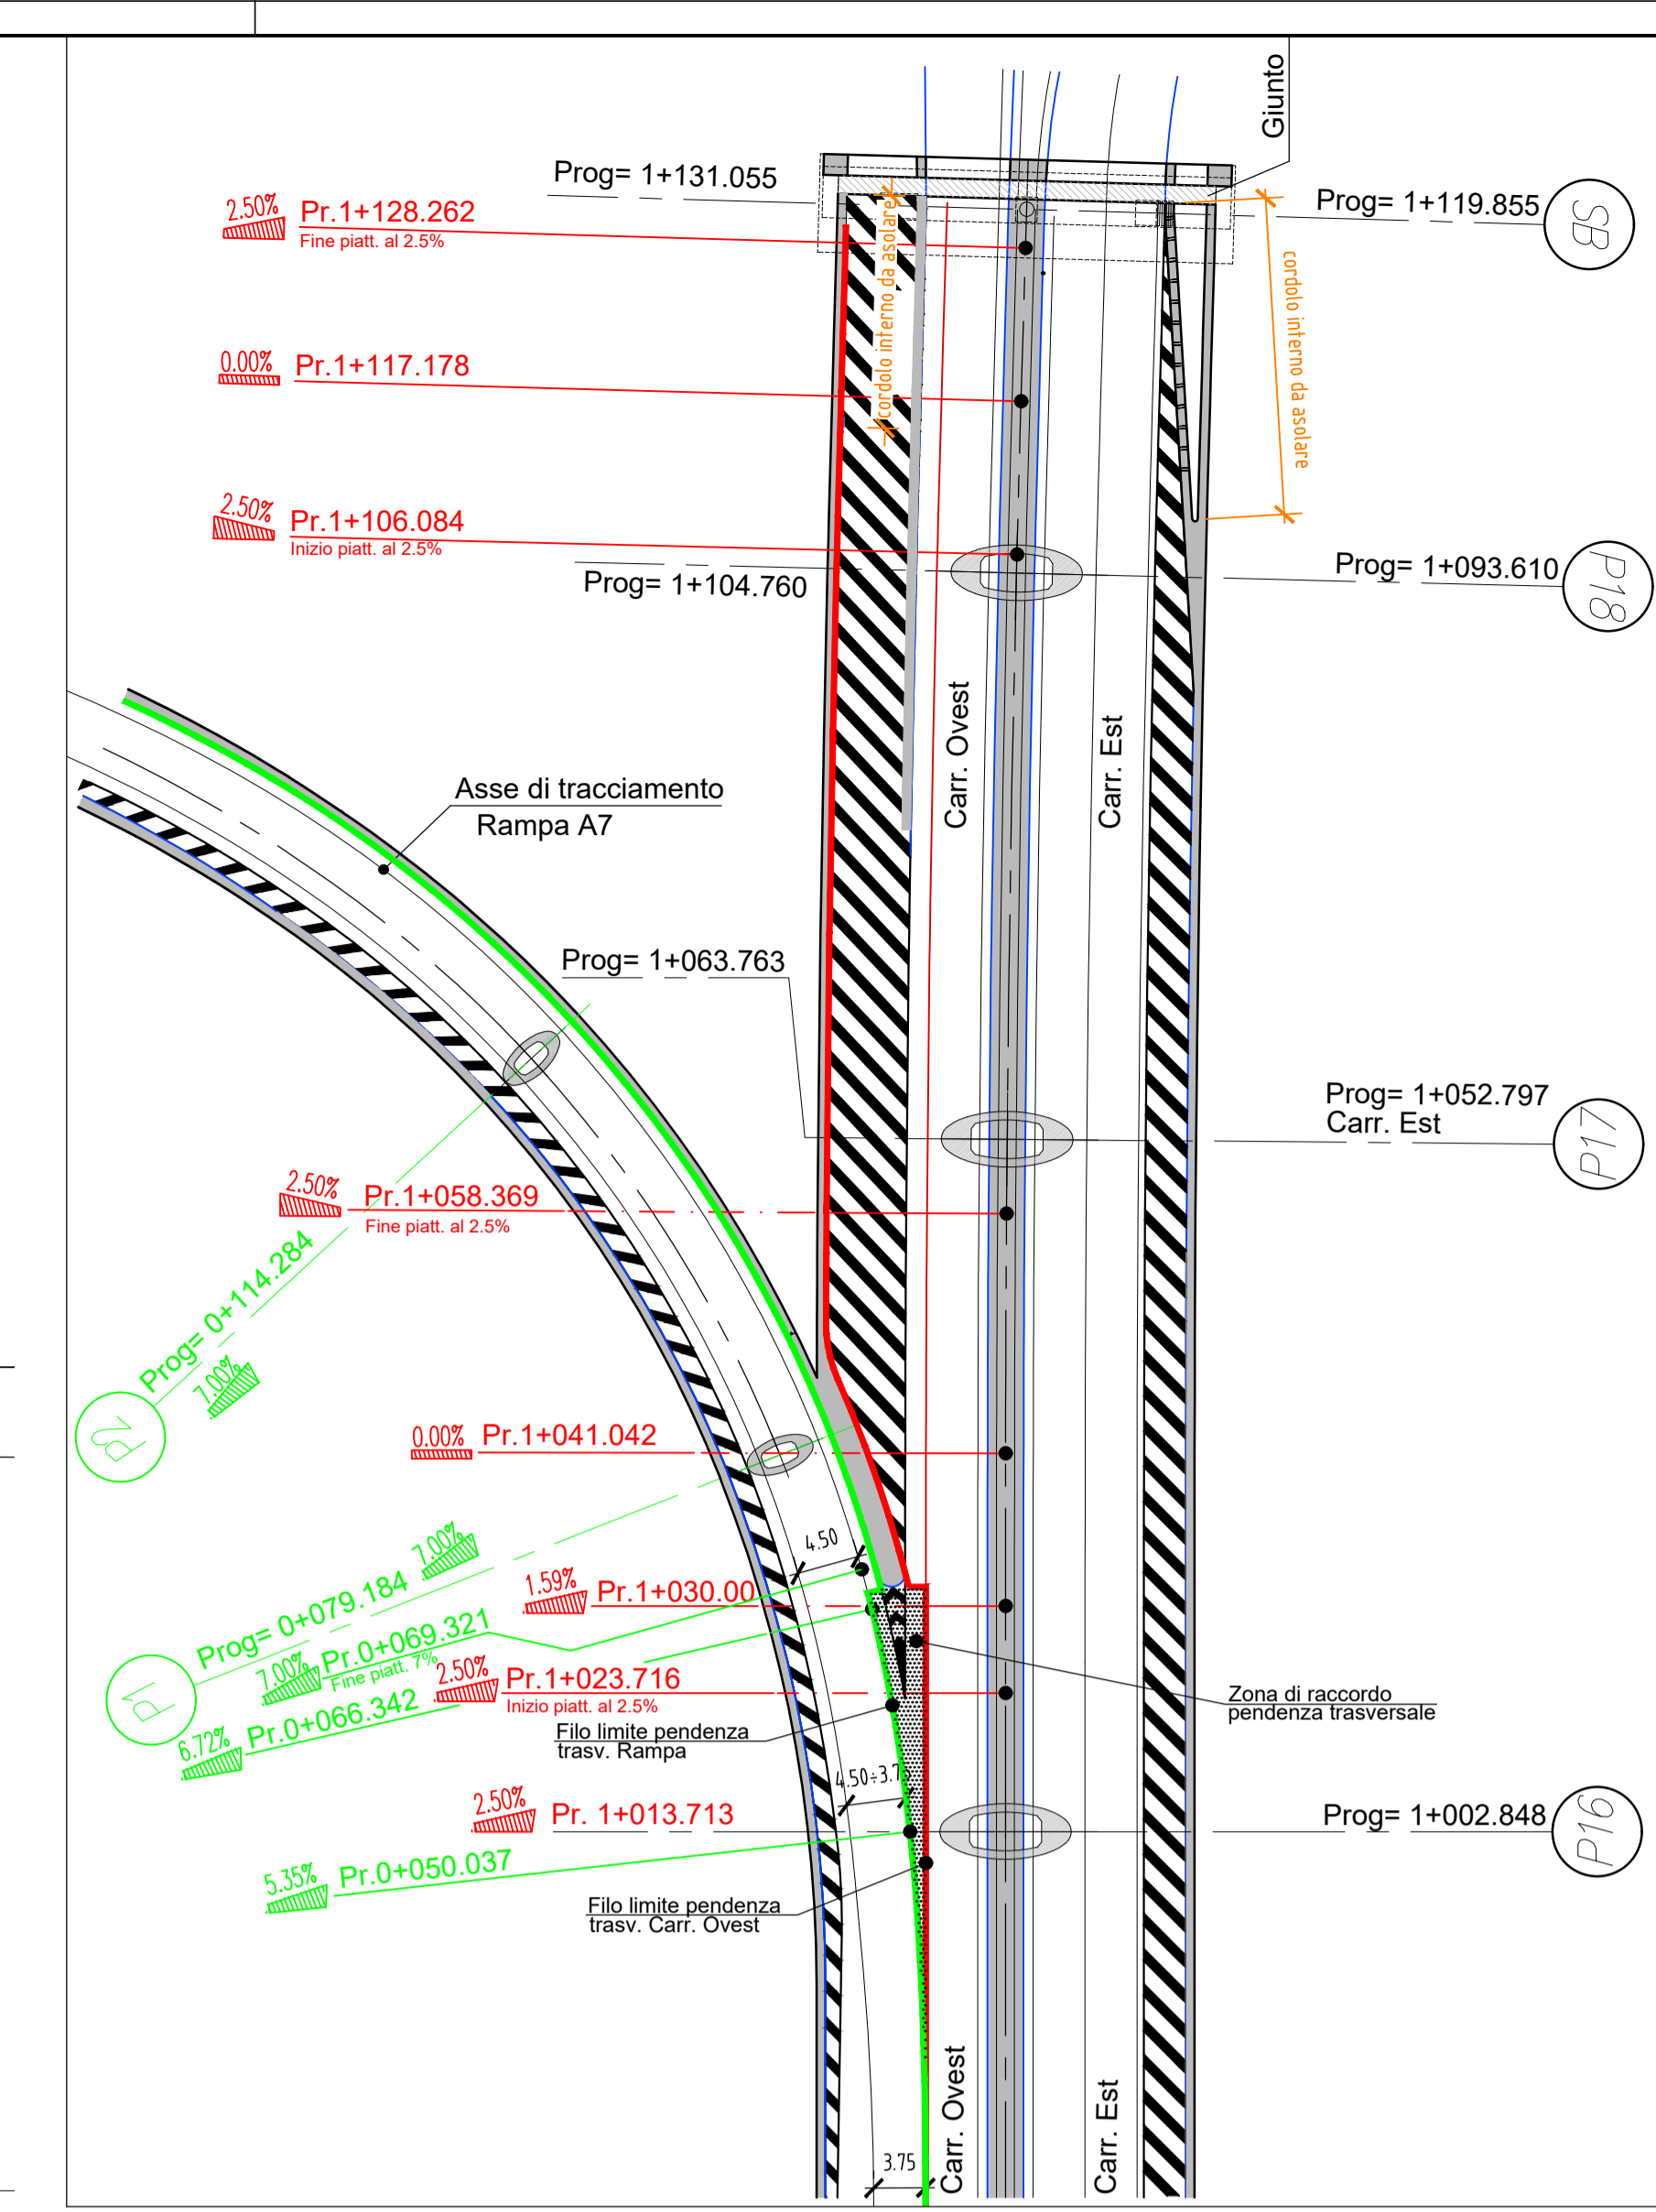 Giunto
Prog= 1+131.055
2.50%
Pr.1+128.262
Fine piatt. al 2.5%
Prog= 1+119.855
SB
cordolo interno da asolare
cordolo interno da asolare
0.00%
Pr.1+117.178
2.50%
Pr.1+106.084
Inizio piatt. al 2.5%
Prog= 1+104.760
Prog= 1+093.610
P18
Carr. Ovest
Carr. Est
Asse di tracciamento
Rampa A7
Prog= 1+063.763
Prog= 1+052.797
Carr. Est
P17
2.50%
Pr.1+058.369
Fine piatt. al 2.5%
Prog= 0+114.284
7.00%
P2
0.00%
Pr.1+041.042
4.50
7.00%
Prog= 0+079.184
P1
1.59%
Pr.1+030.00
Pr.0+069.321
7.00%
Fine piatt. 7%
2.50%
Pr.1+023.716
Inizio piatt. al 2.5%
Zona di raccordo
pendenza trasversale
6.72%
Pr.0+066.342
Filo limite pendenza
trasv. Rampa
4.50÷3.7
2.50%
Pr. 1+013.713
Prog= 1+002.848
P16
5.35%
Pr.0+050.037
Filo limite pendenza
trasv. Carr. Ovest
Carr. Ovest
Carr. Est
3.75